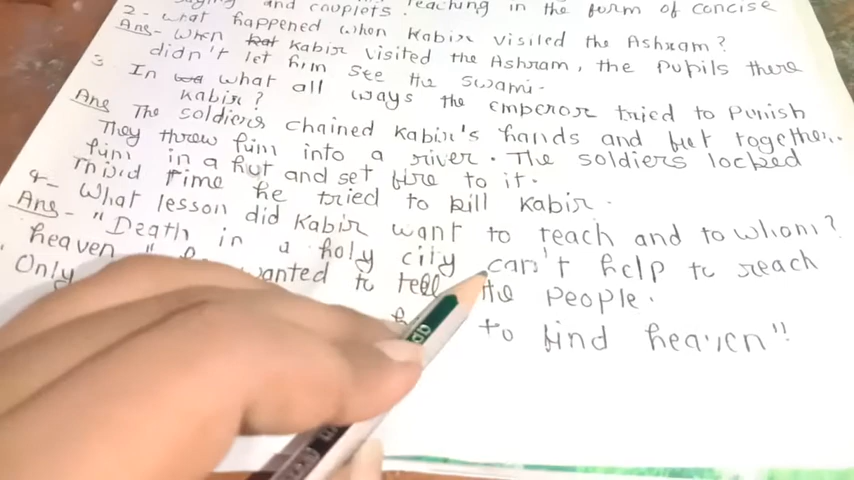 and couplets. Teaching in the form of concise
2- what happened when Kabir visited the Ashram?
Ans- When Kabir visited the Ashram, the pupils there
didn't let him see the swami.
3 In what all ways the emperor tried to Punish
Kabir?
Ans The soldiers chained Kabir's hands and feet together.
They threw him into a river. The soldiers locked
him in a hut and set fire to it.
Third time he tried to kill Kabir.
4- What lesson did Kabir want to teach and to whom?
Ans- "Death in a holy city can't help to reach
heaven" wanted to tell the People.
Only to find heaven"